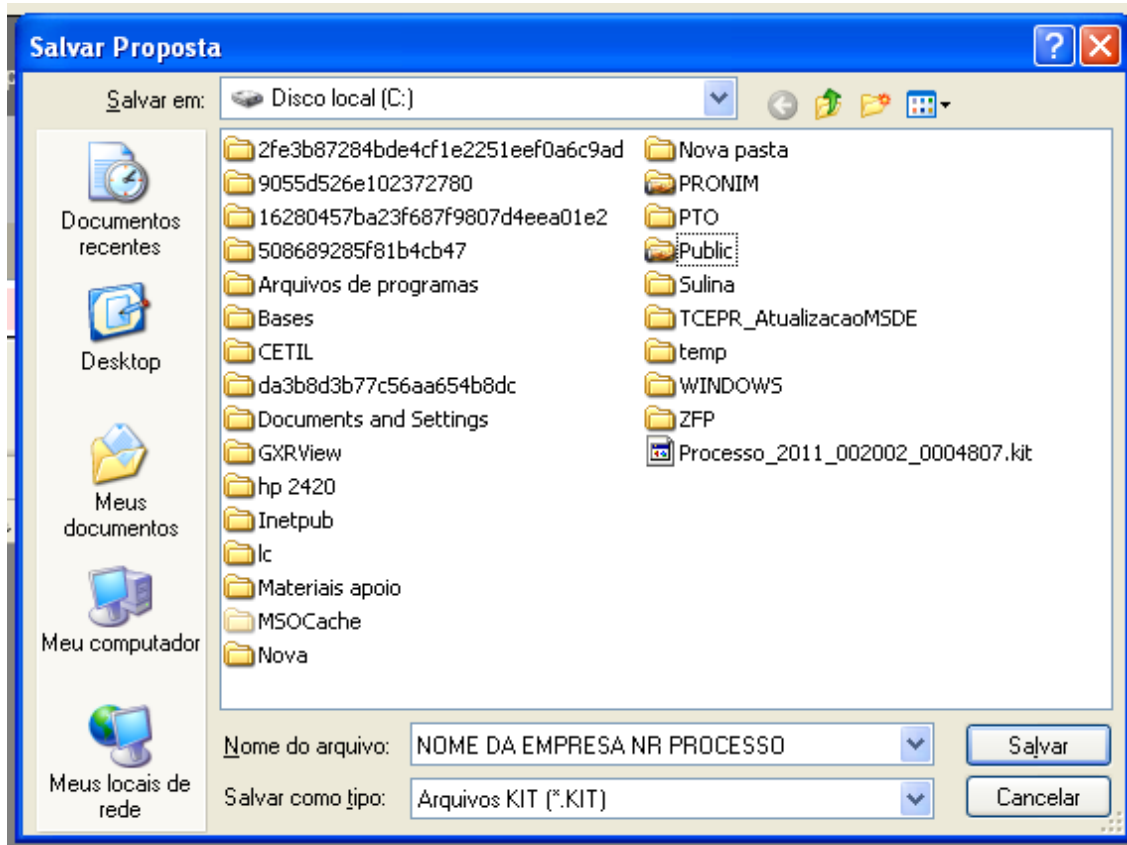 Salvar Proposta
Salvar em:
Disco local (C:)
Documentos
recentes
Desktop
Meus
documentos
Meu computador
Meus locais de
rede
2fe3b87284bde4cf1e2251eef0a6c9ad
9055d526e102372780
16280457ba23f687f9807d4eea01e2
508689285f81b4cb47
Arquivos de programas
Bases
CETIL
da3b8d3b77c56aa654b8dc
Documents and Settings
GXRView
hp 2420
Inetpub
lc
Materiais apoio
MSOCache
Nova
Nova pasta
PRONIM
PTO
Public
Sulina
TCEPR_AtualizacaoMSDE
temp
WINDOWS
ZFP
Processo_2011_002002_0004807.kit
Nome do arquivo:
NOME DA EMPRESA NR PROCESSO
Salvar
Salvar como tipo:
Arquivos KIT (*.KIT)
Cancelar